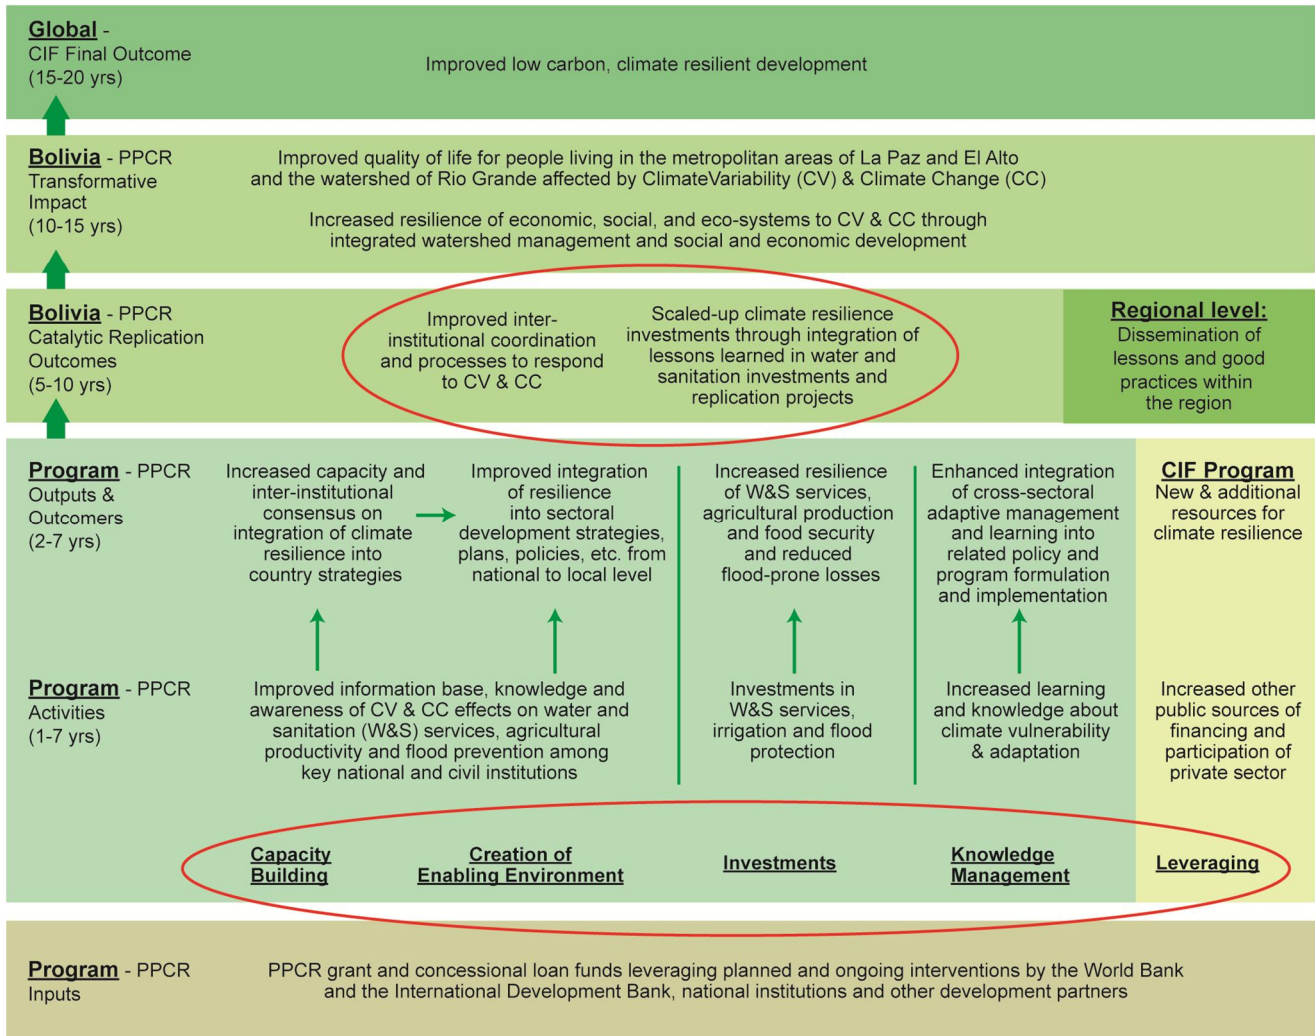 Global -
CIF Final Outcome
(15-20 yrs)
Improved low carbon, climate resilient development
Bolivia - PPCR
Transformative
Impact
(10-15 yrs)
Improved quality of life for people living in the metropolitan areas of La Paz and El Alto
and the watershed of Rio Grande affected by ClimateVariability (CV) & Climate Change (CC)
Increased resilience of economic, social, and eco-systems to CV & CC through
integrated watershed management and social and economic development
Bolivia - PPCR
Catalytic Replication
Outcomes
(5-10 yrs)
Improved inter-
institutional coordination
and processes to respond
to CV & CC
Scaled-up climate resilience
investments through integration of
lessons learned in water and
sanitation investments and
replication projects
Regional level:
Dissemination of
lessons and good
practices within
the region
Program - PPCR
Outputs &
Outcomers
(2-7 yrs)
Increased capacity and
inter-institutional
consensus on
integration of climate
resilience into
country strategies
Improved integration
of resilience
into sectoral
development strategies,
plans, policies, etc. from
national to local level
Increased resilience
of W&S services,
agricultural production
and food security
and reduced
flood-prone losses
Enhanced integration
of cross-sectoral
adaptive management
and learning into
related policy and
program formulation
and implementation
CIF Program
New & additional
resources for
climate resilience
Program - PPCR
Activities
(1-7 yrs)
Improved information base, knowledge and
awareness of CV & CC effects on water and
sanitation (W&S) services, agricultural
productivity and flood prevention among
key national and civil institutions
Investments in
W&S services,
irrigation and flood
protection
Increased learning
and knowledge about
climate vulnerability
& adaptation
Increased other
public sources of
financing and
participation of
private sector
Capacity
Building
Creation of
Enabling Environment
Investments
Knowledge
Management
Leveraging
Program - PPCR
Inputs
PPCR grant and concessional loan funds leveraging planned and ongoing interventions by the World Bank
and the International Development Bank, national institutions and other development partners